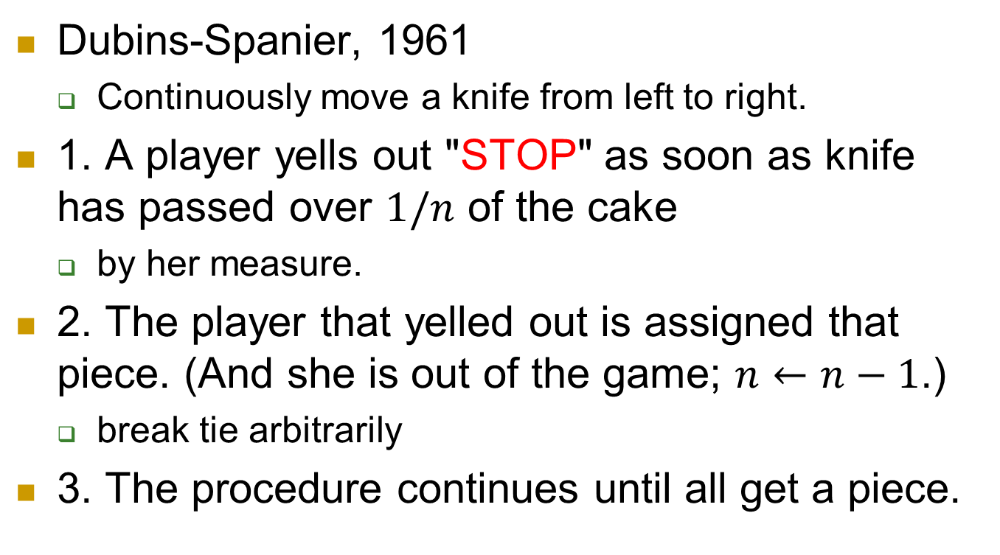 Dubins-Spanier, 1961
Continuously move a knife from left to right.
1. A player yells out "STOP" as soon as knife
has passed over 1/n of the cake
by her measure.
2. The player that yelled out is assigned that
piece. (And she is out of the game; n ← n − 1.)
break tie arbitrarily
3. The procedure continues until all get a piece.